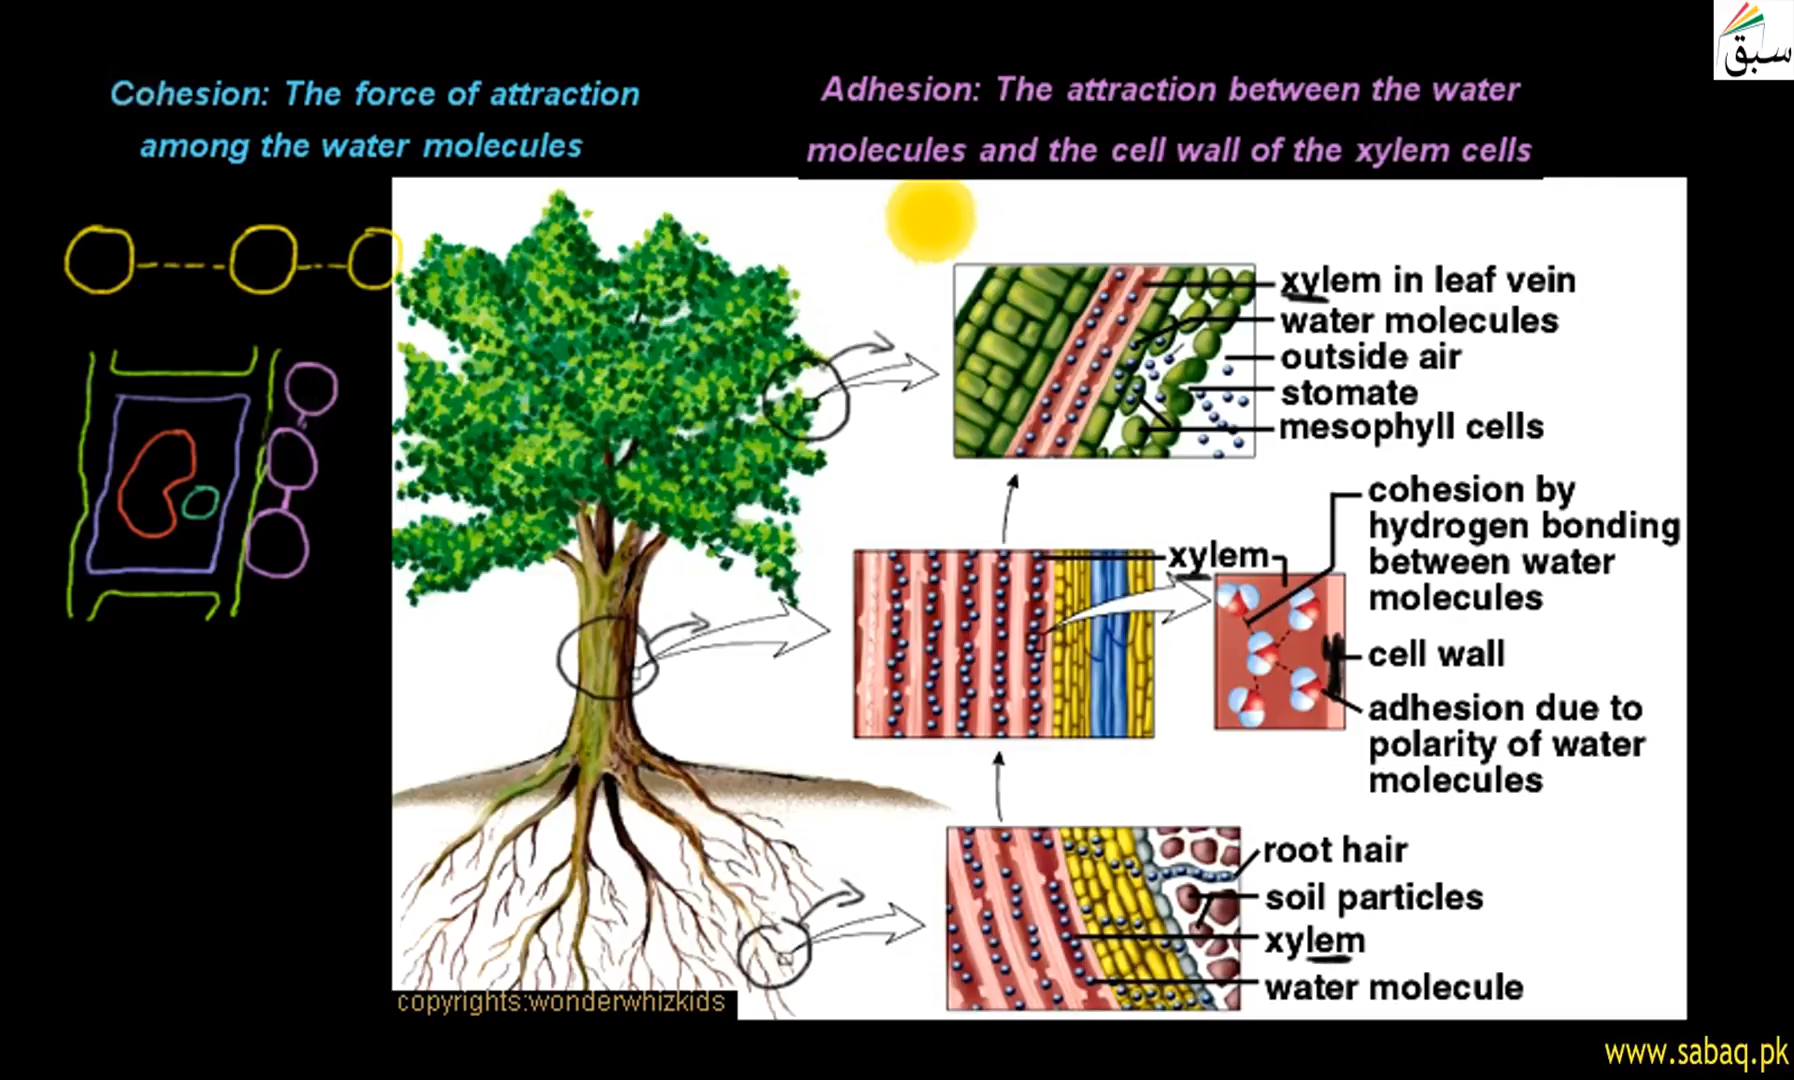 سبق
Cohesion: The force of attraction
among the water molecules
Adhesion: The attraction between the water
molecules and the cell wall of the xylem cells
xylem in leaf vein
water molecules
outside air
stomate
mesophyll cells
cohesion by
hydrogen bonding
between water
molecules
xylem
cell wall
adhesion due to
polarity of water
molecules
root hair
soil particles
xylem
water molecule
copyrights:wonderwhizkids
www.sabaq.pk